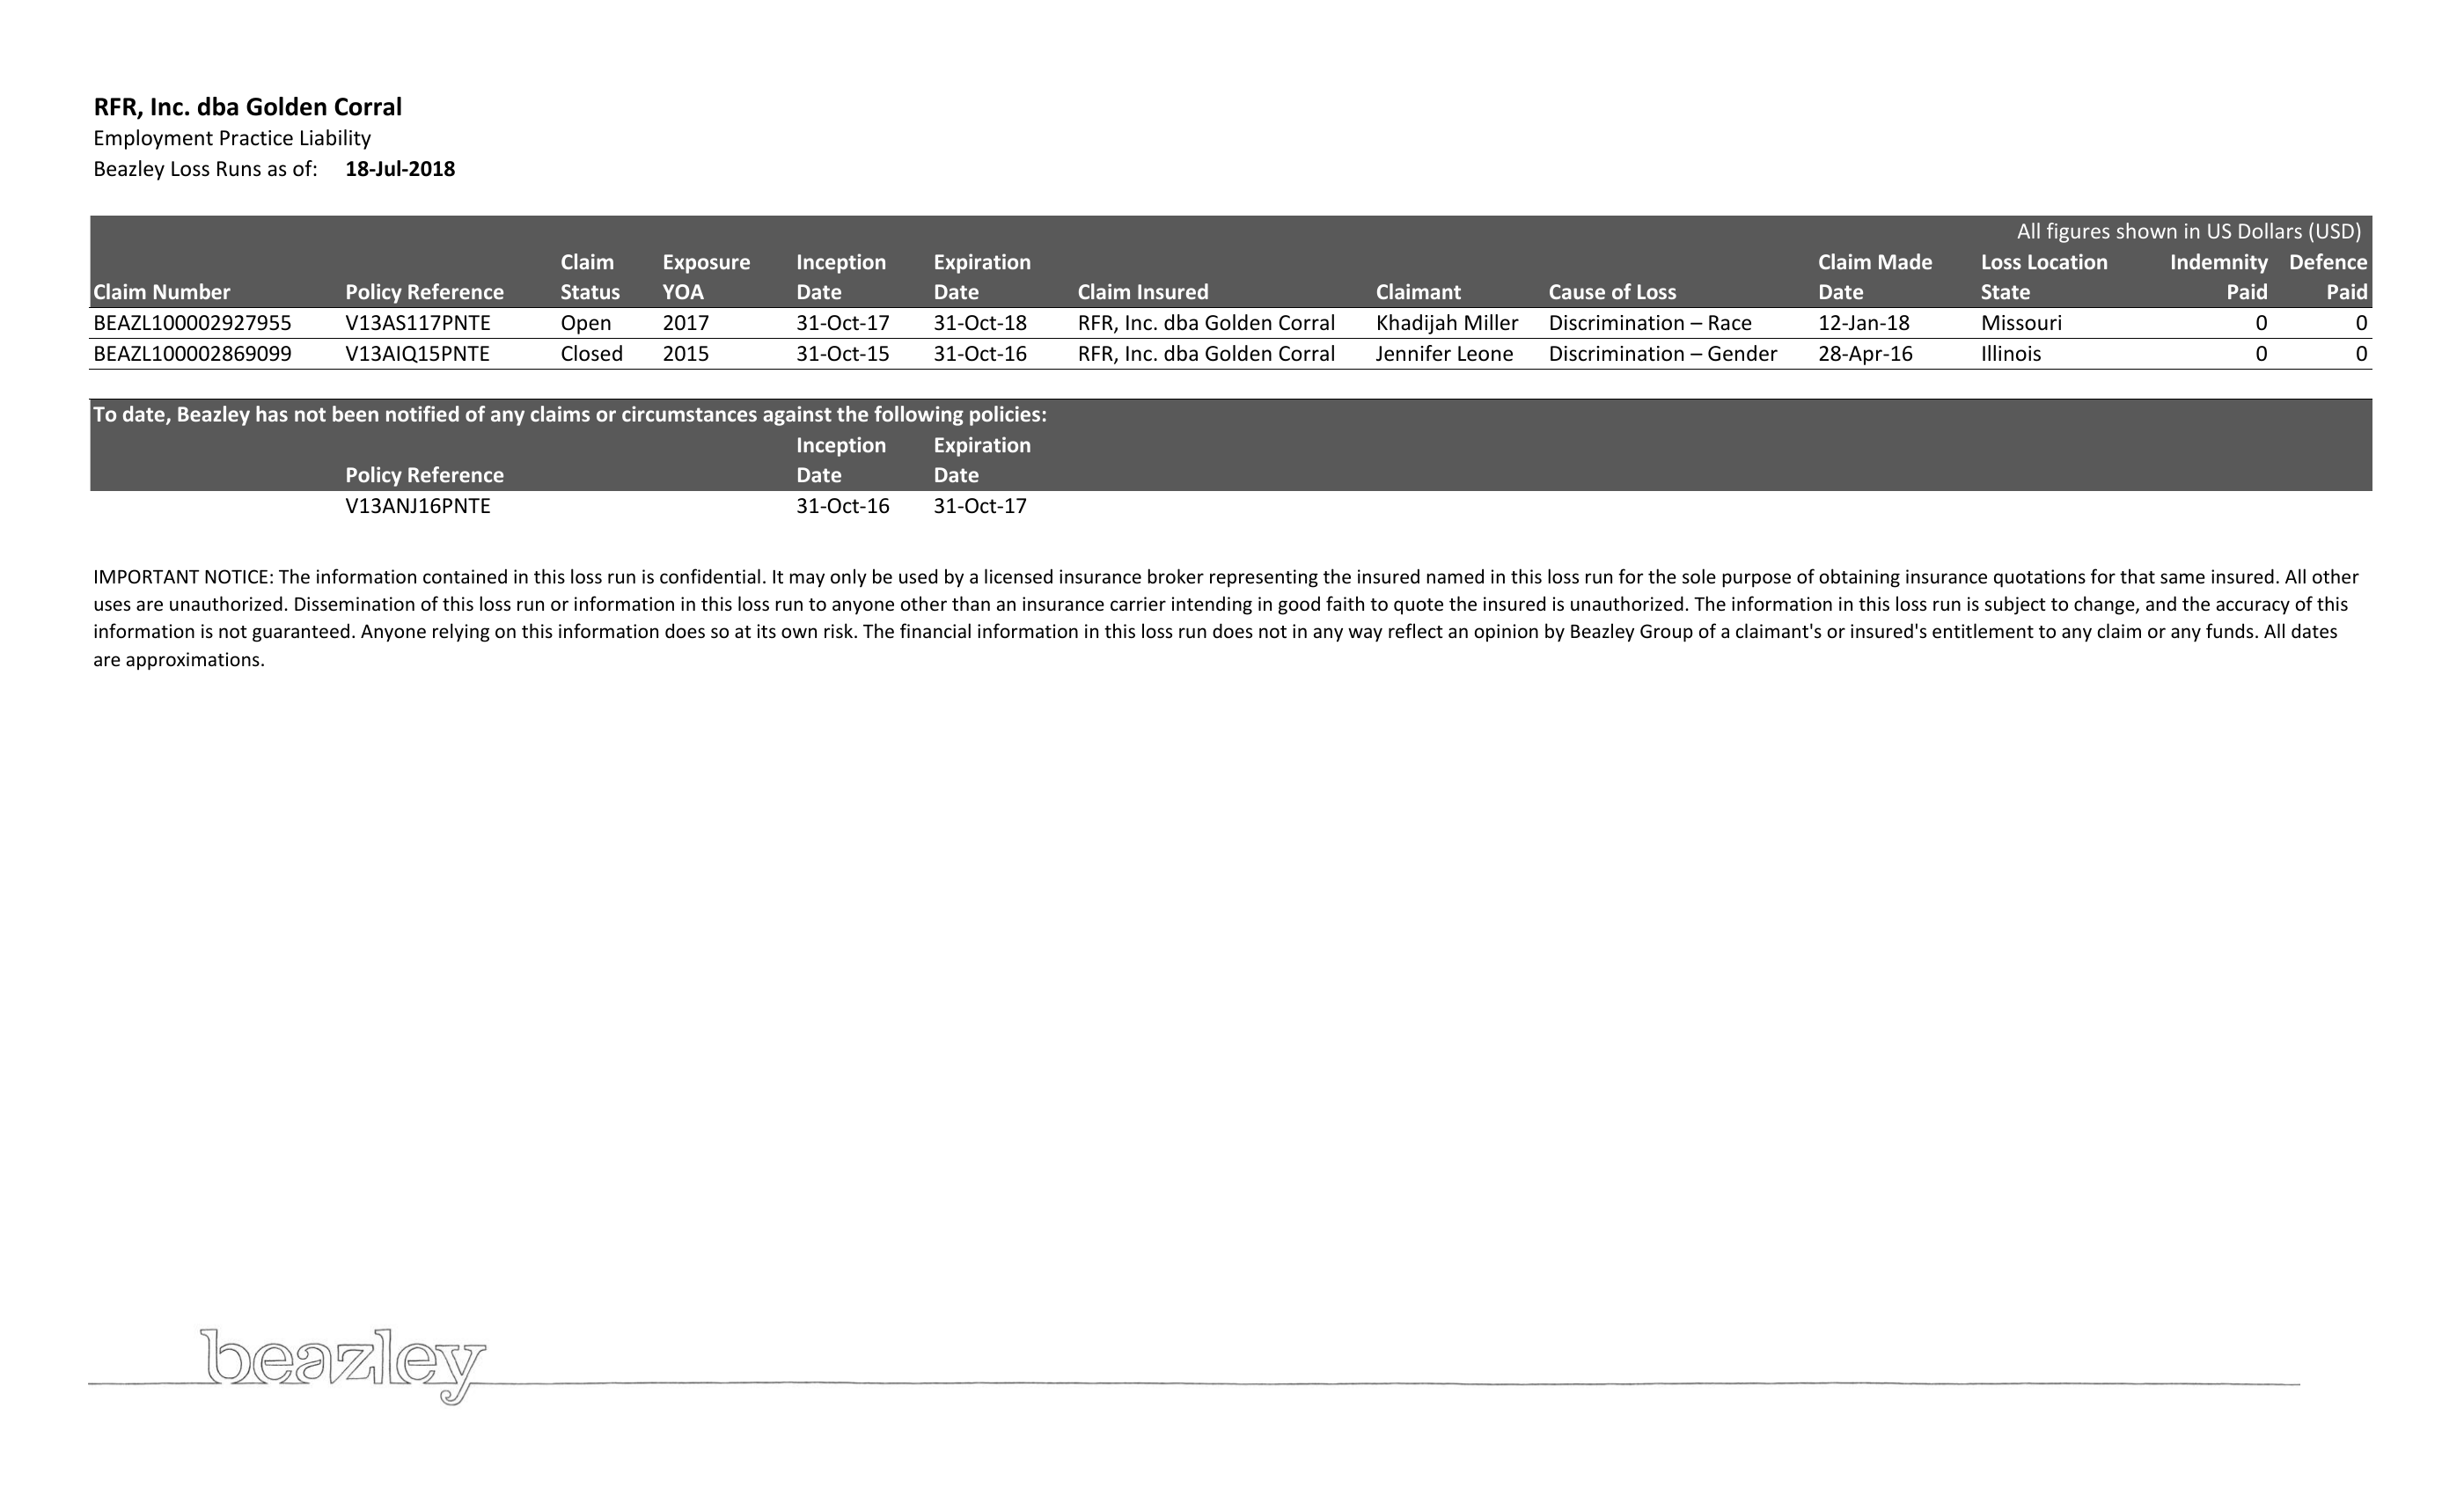 RFR, Inc. dba Golden Corral
Employment Practice Liability
Beazley Loss Runs as of: 18-Jul-2018
All figures shown in US Dollars (USD)
Claim Exposure Inception Expiration Claim Made Loss Location Indemnity Defence
Claim Number Policy Reference Status YOA Date Date Claim Insured Claimant Cause of Loss Date State Paid Paid
BEAZL100002927955 V13AS117PNTE Open 2017 31-Oct-17 31-Oct-18 RFR, Inc. dba Golden Corral Khadijah Miller Discrimination – Race 12-Jan-18 Missouri 0 0
BEAZL100002869099 V13AIQ15PNTE Closed 2015 31-Oct-15 31-Oct-16 RFR, Inc. dba Golden Corral Jennifer Leone Discrimination – Gender 28-Apr-16 Illinois 0 0
To date, Beazley has not been notified of any claims or circumstances against the following policies:
Inception Expiration
Policy Reference Date Date
V13ANJ16PNTE 31-Oct-16 31-Oct-17
IMPORTANT NOTICE: The information contained in this loss run is confidential. It may only be used by a licensed insurance broker representing the insured named in this loss run for the sole purpose of obtaining insurance quotations for that same insured. All other
uses are unauthorized. Dissemination of this loss run or information in this loss run to anyone other than an insurance carrier intending in good faith to quote the insured is unauthorized. The information in this loss run is subject to change, and the accuracy of this
information is not guaranteed. Anyone relying on this information does so at its own risk. The financial information in this loss run does not in any way reflect an opinion by Beazley Group of a claimant's or insured's entitlement to any claim or any funds. All dates
are approximations.
beazley